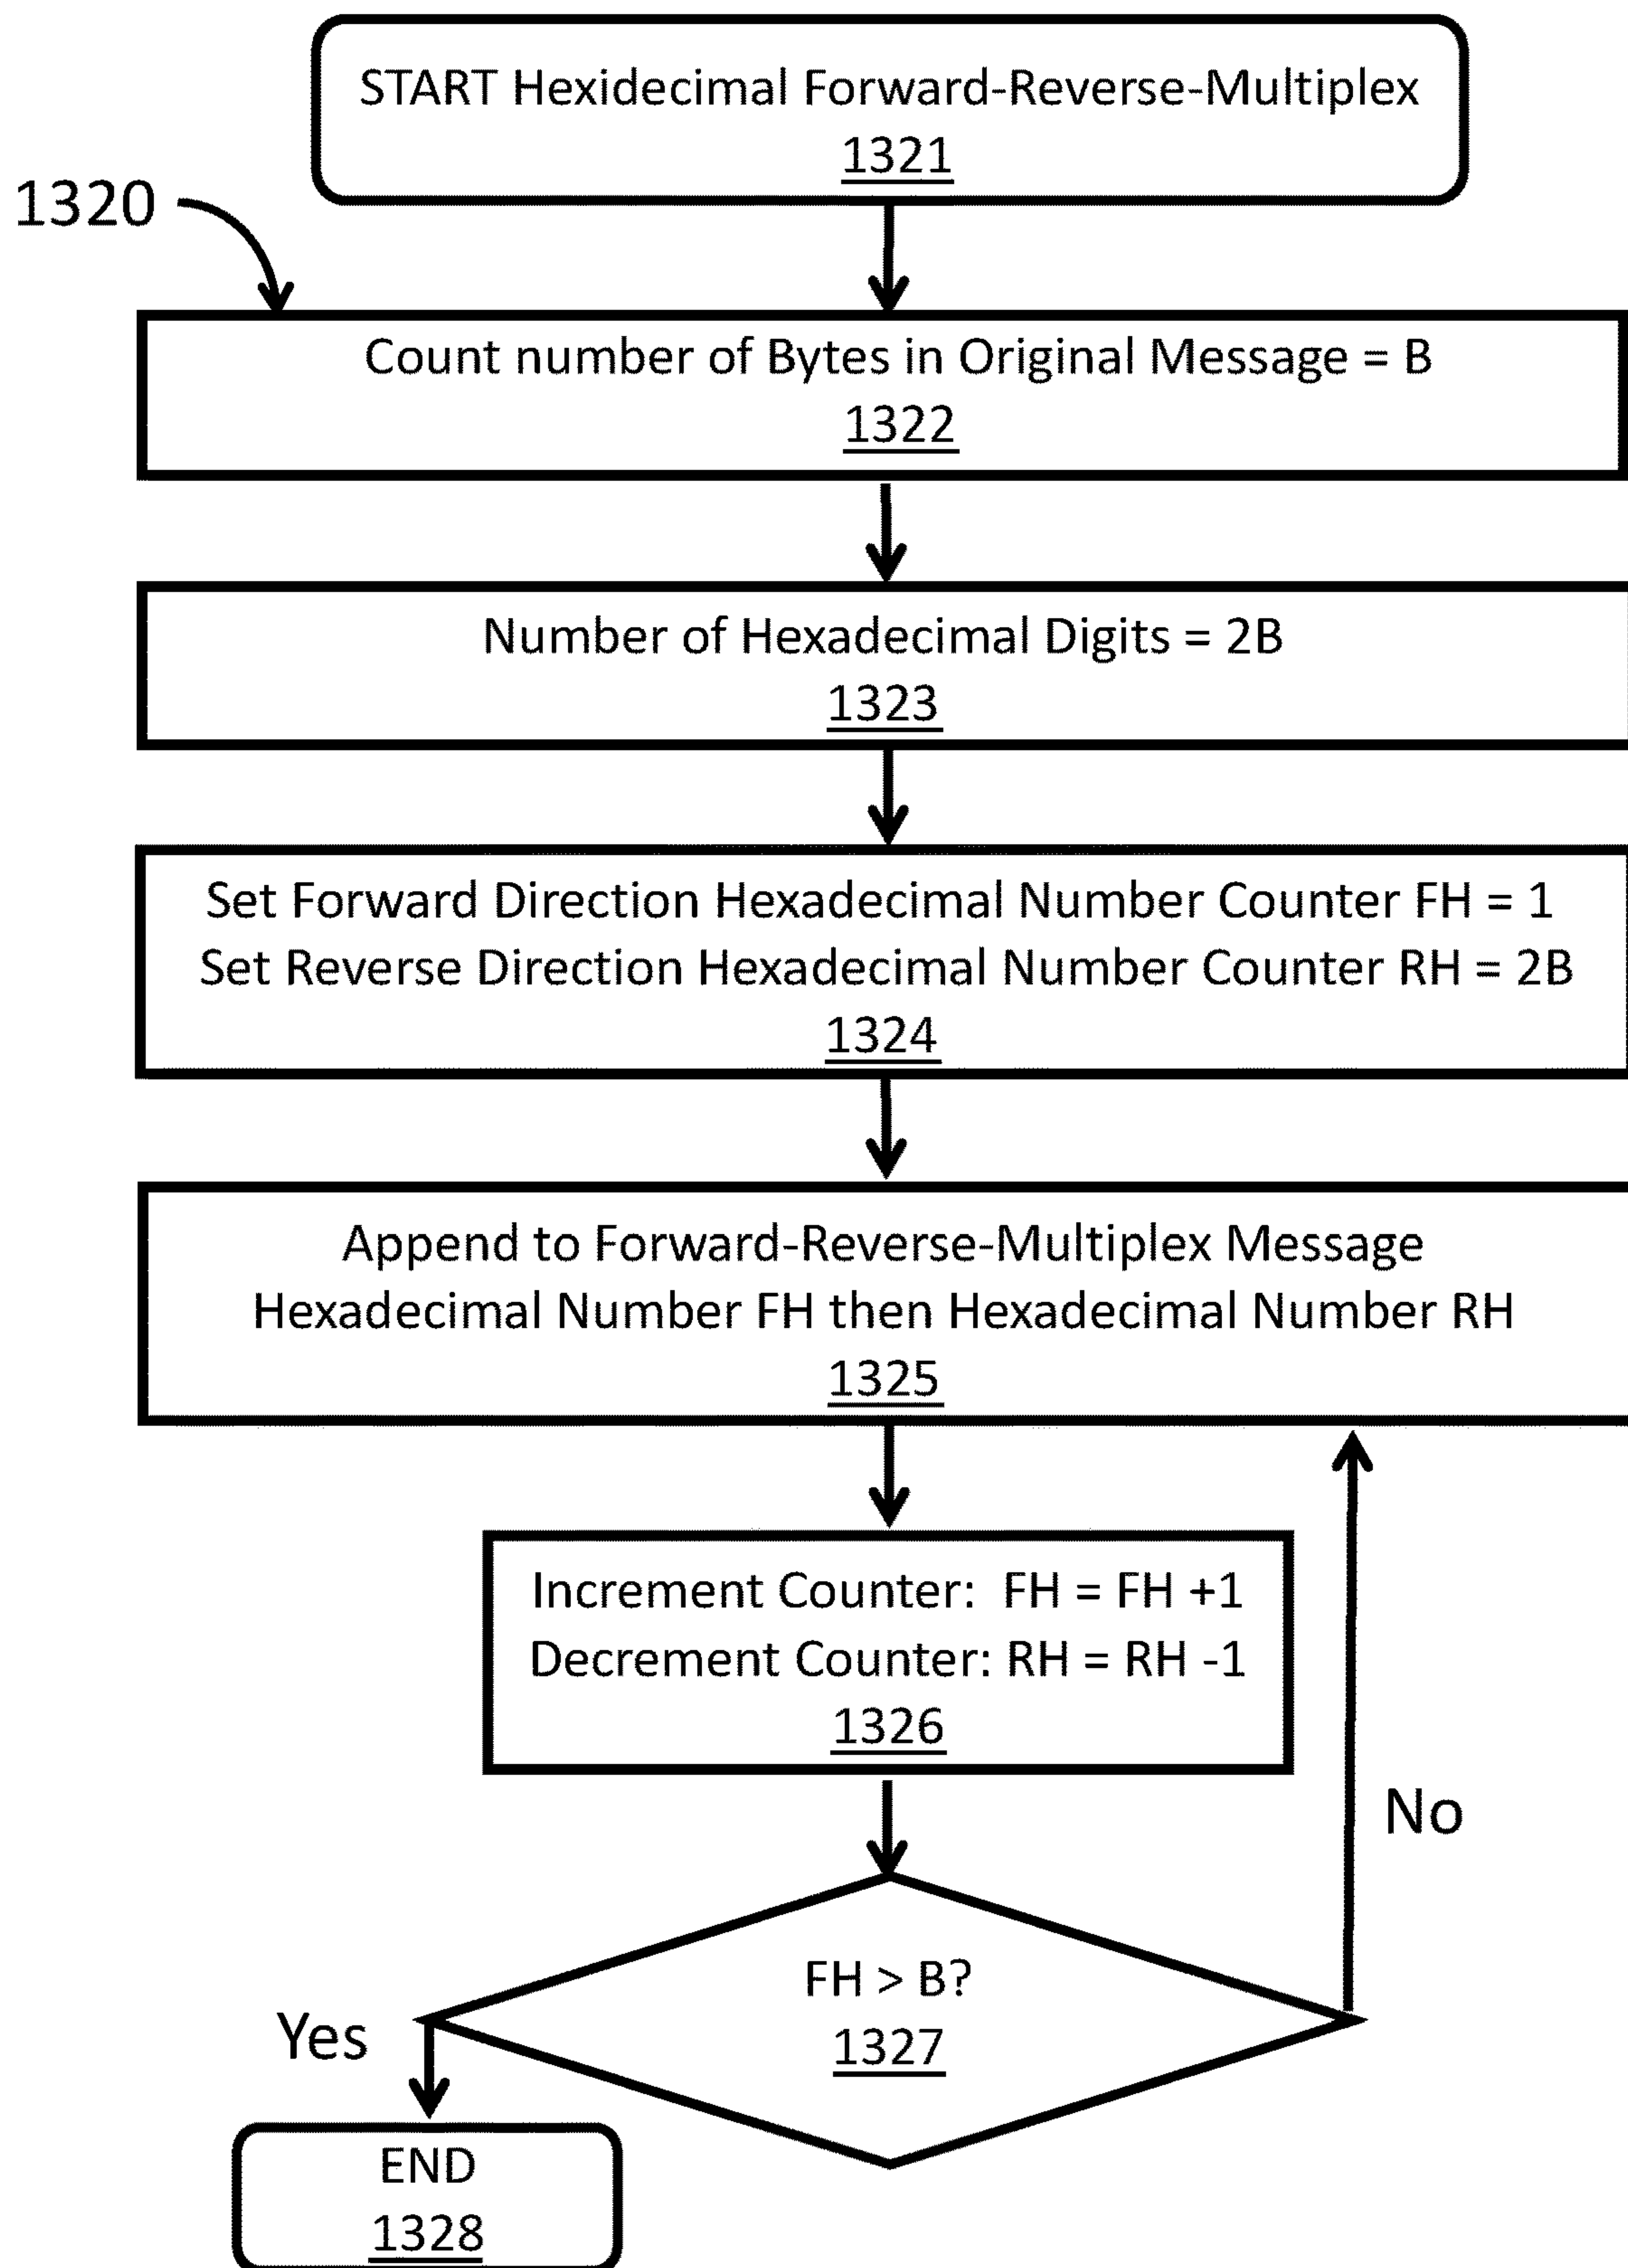 START Hexidecimal Forward-Reverse-Multiplex
1321
1320
Count number of Bytes in Original Message = B
1322
Number of Hexadecimal Digits = 2B
1323
Set Forward Direction Hexadecimal Number Counter FH = 1
Set Reverse Direction Hexadecimal Number Counter RH = 2B
1324
Append to Forward-Reverse-Multiplex Message
Hexadecimal Number FH then Hexadecimal Number RH
1325
Increment Counter: FH = FH +1
Decrement Counter: RH = RH -1
1326
No
FH > B?
1327
Yes
END
1328